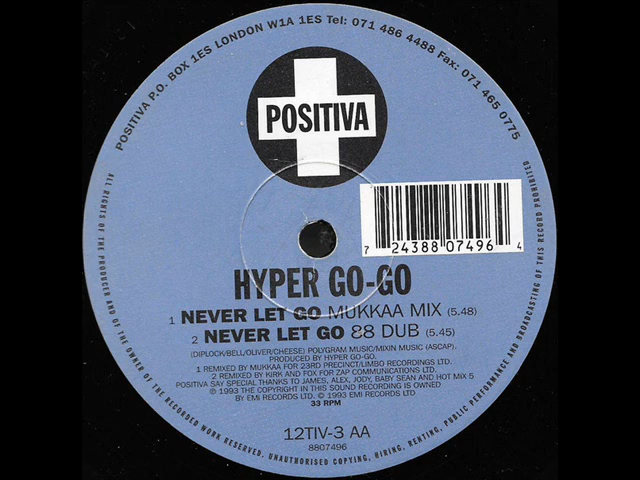 POSITIVA P.O. BOX 1ES LONDON W1A 1ES Tel: 071 486 4488 Fax: 071 465 0775
POSITIVA
7 24388 07496 4
HYPER GO-GO
1 NEVER LET GO MUKKAA MIX (5.48)
2 NEVER LET GO 88 DUB (5.45)
(DIPLOCK/BELL/OLIVER/CHEESE) POLYGRAM MUSIC/MIXIN MUSIC (ASCAP).
PRODUCED BY HYPER GO-GO.
1 REMIXED BY MUKKAA FOR 23RD PRECINCT/LIMBO RECORDINGS LTD.
2 REMIXED BY KIRK AND FOX FOR ZAP COMMUNICATIONS LTD.
POSITIVA SAY SPECIAL THANKS TO JAMES, ALEX, JODY, BABY SEAN AND HOT MIX 5
℗ 1993 THE COPYRIGHT IN THIS SOUND RECORDING IS OWNED
BY EMI RECORDS LTD. © 1993 EMI RECORDS LTD
33 RPM
12TIV-3 AA
8807496
ALL RIGHTS OF THE PRODUCER AND OF THE OWNER OF THE RECORDED WORK RESERVED. UNAUTHORISED COPYING, HIRING, RENTING, PUBLIC PERFORMANCE AND BROADCASTING OF THIS RECORD PROHIBITED